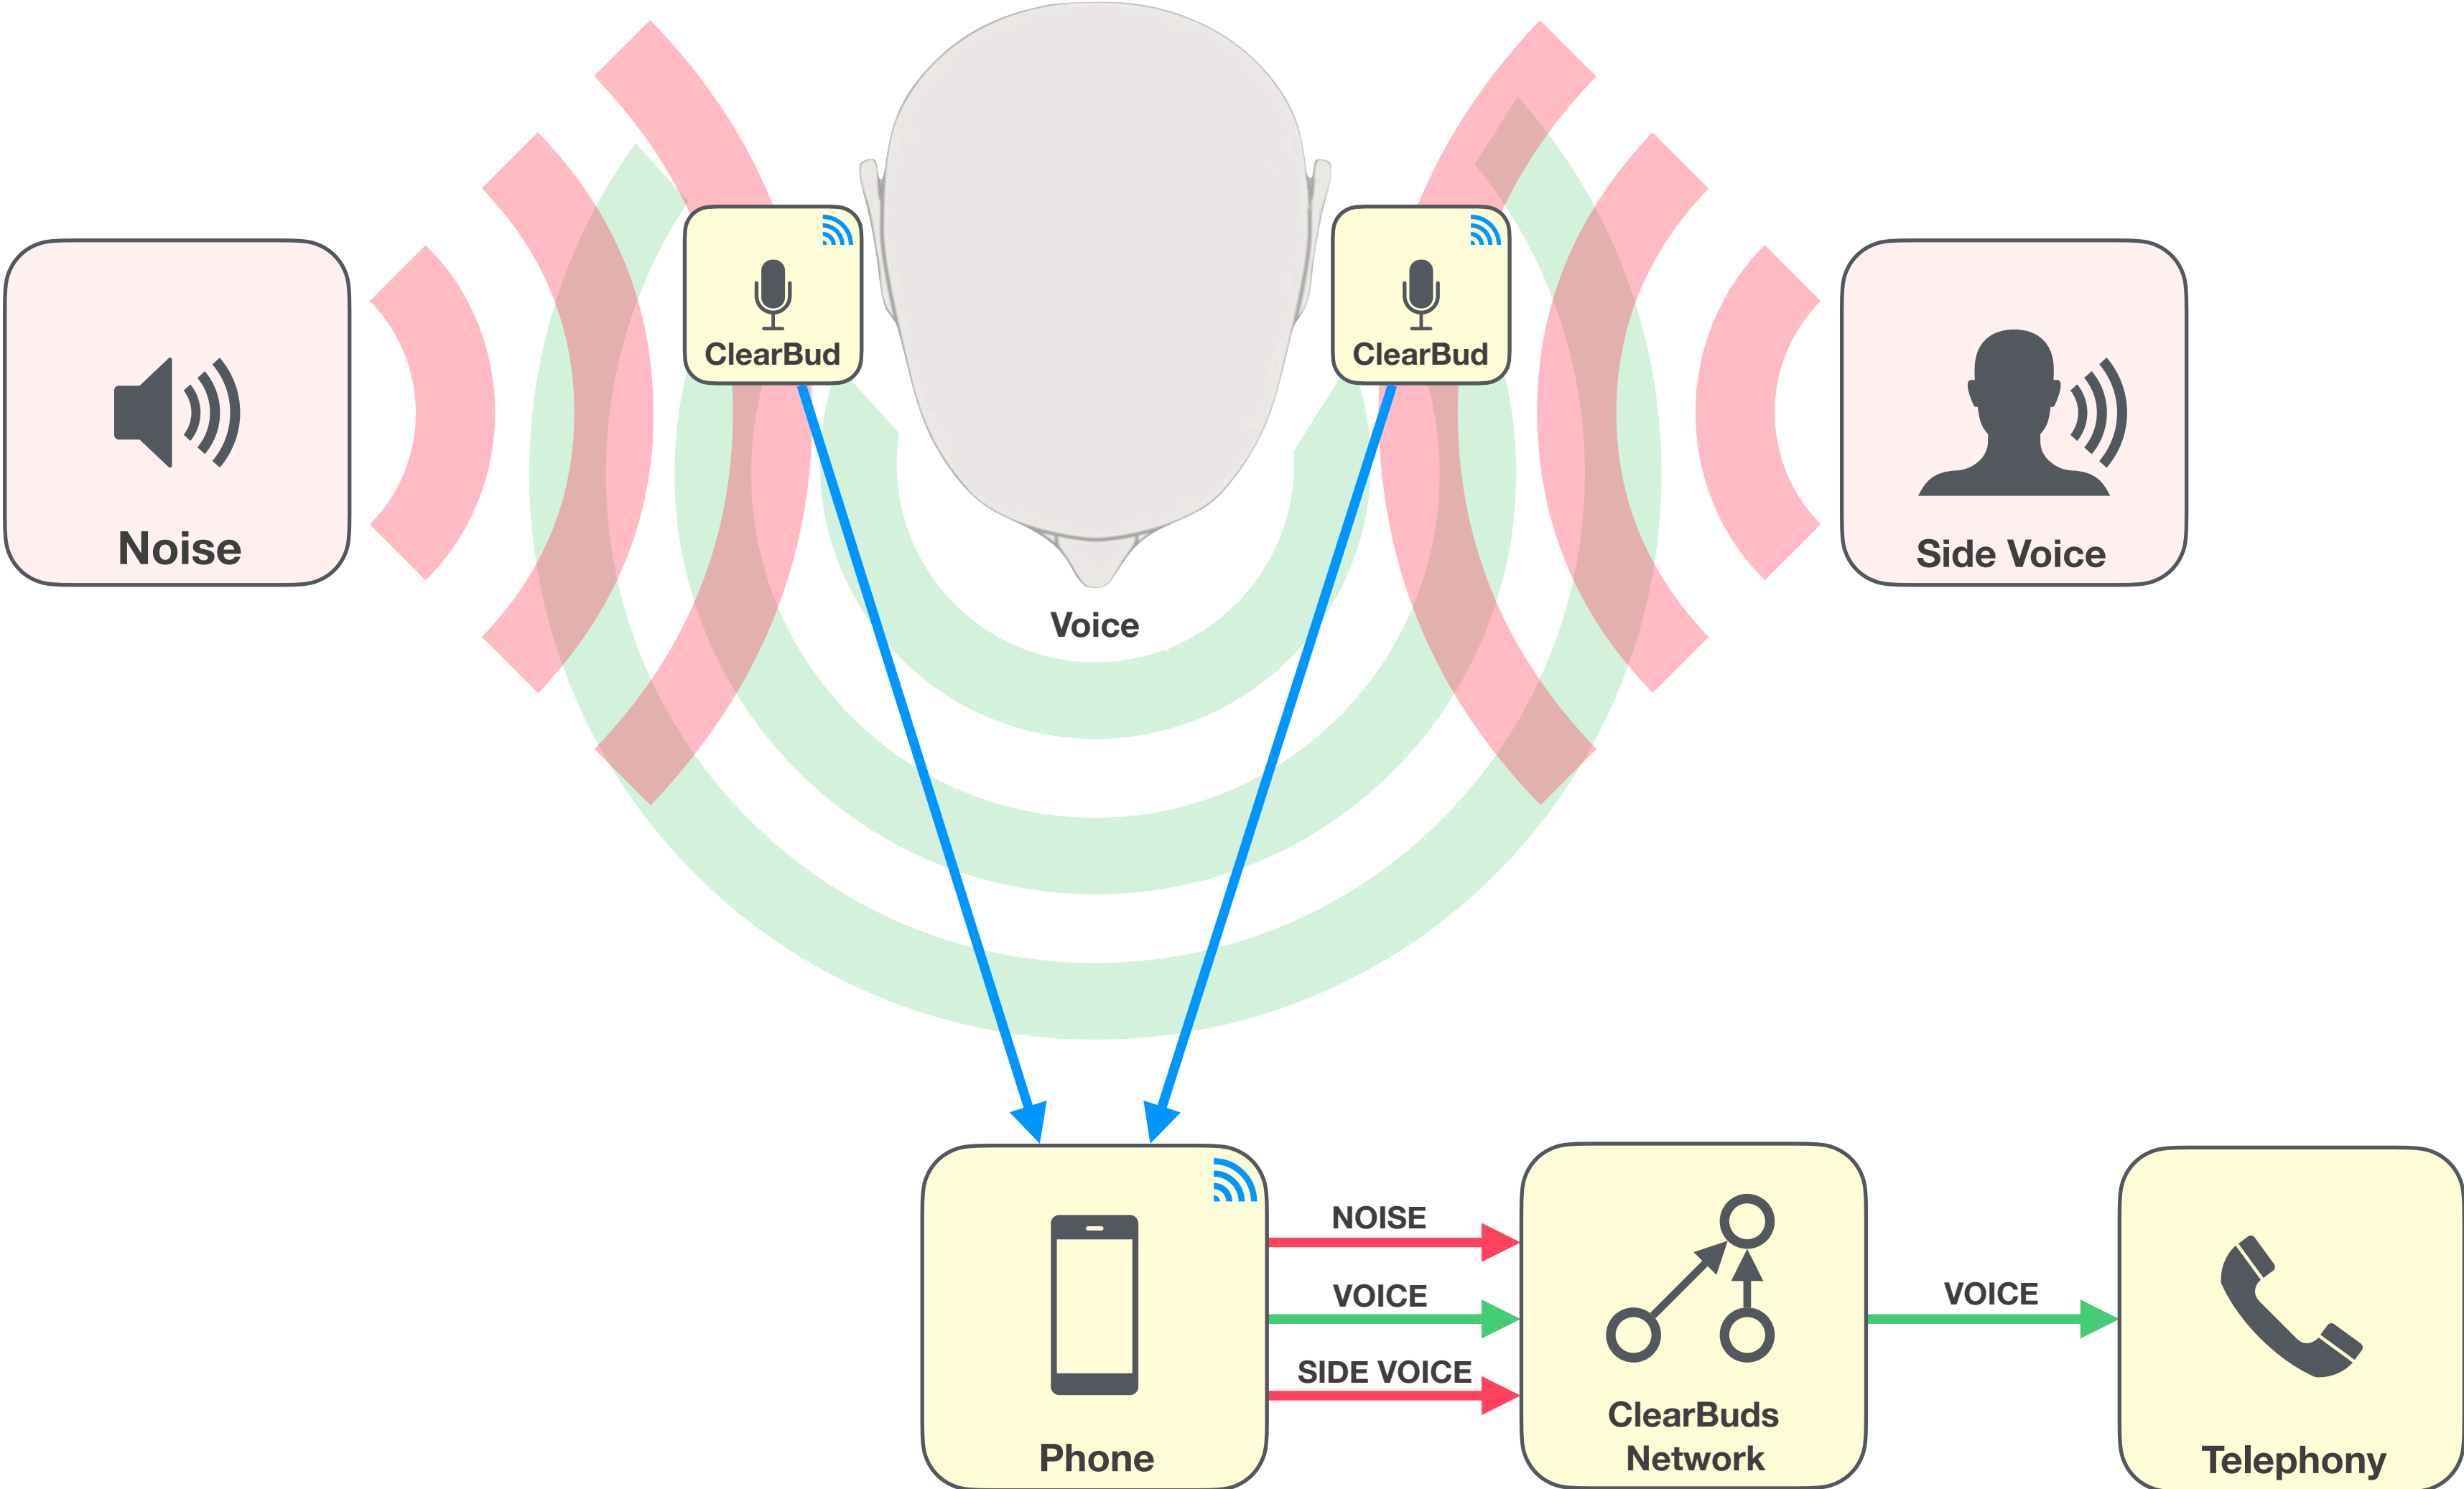 ClearBud
ClearBud
Noise
Side Voice
Voice
NOISE
VOICE
SIDE VOICE
VOICE
Phone
ClearBuds
Network
Telephony